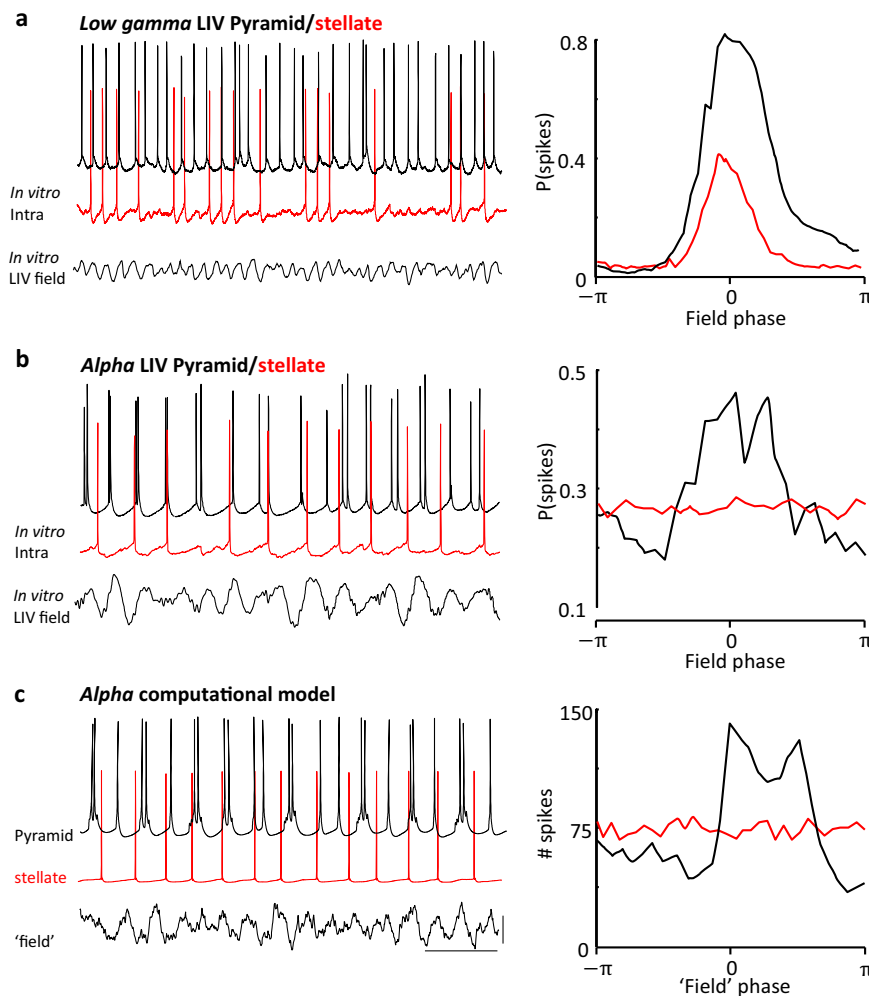 a
Low gamma LIV Pyramid/stellate
In vitro
Intra
In vitro
LIV field
0.8
0.4
0
P(spikes)
−π
0
π
Field phase
b
Alpha LIV Pyramid/stellate
In vitro
Intra
In vitro
LIV field
0.5
0.3
0.1
P(spikes)
−π
0
π
Field phase
c
Alpha computational model
Pyramid
stellate
‘field’
150
75
0
# spikes
−π
0
π
‘Field’ phase